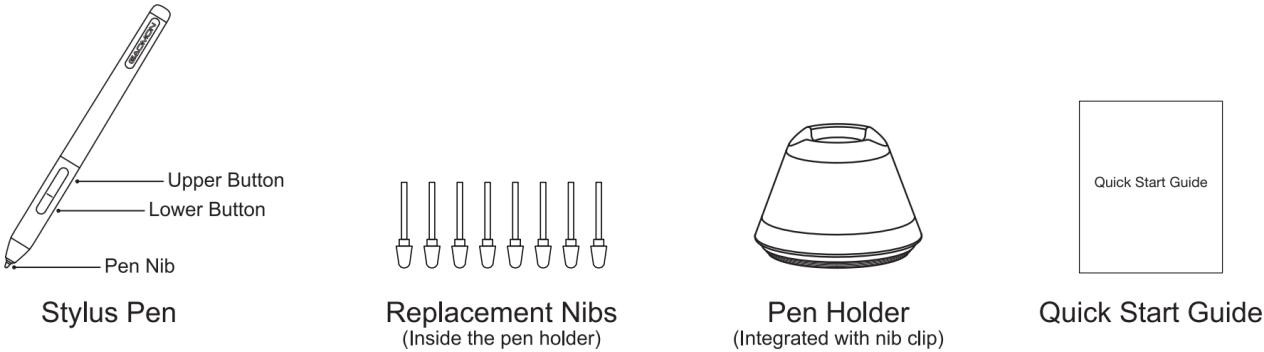 GAOMON
Upper Button
Lower Button
Pen Nib
Stylus Pen
Replacement Nibs
(Inside the pen holder)
Pen Holder
(Integrated with nib clip)
Quick Start Guide
Quick Start Guide